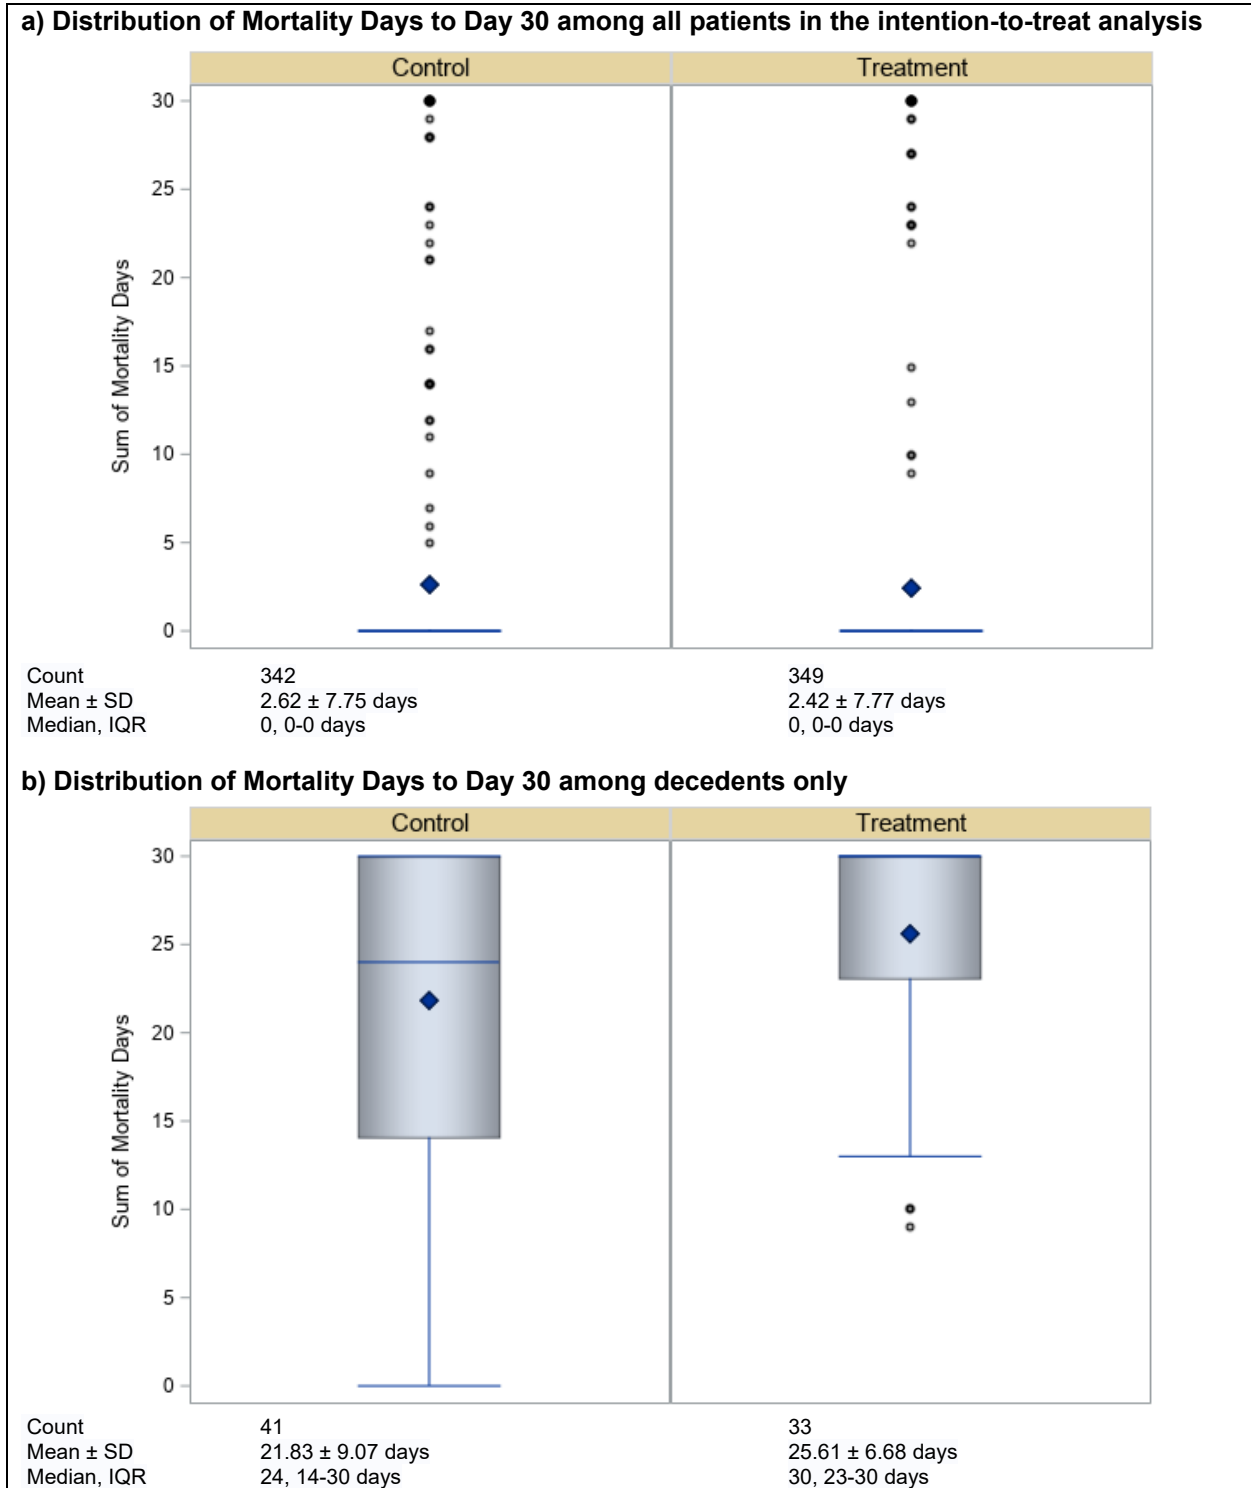 a) Distribution of Mortality Days to Day 30 among all patients in the intention-to-treat analysis
Control Treatment
30
25
20
15
10
5
0
Sum of Mortality Days
Count 342 349
Mean ± SD 2.62 ± 7.75 days 2.42 ± 7.77 days
Median, IQR 0, 0-0 days 0, 0-0 days
b) Distribution of Mortality Days to Day 30 among decedents only
Control Treatment
30
25
20
15
10
5
0
Sum of Mortality Days
Count 41 33
Mean ± SD 21.83 ± 9.07 days 25.61 ± 6.68 days
Median, IQR 24, 14-30 days 30, 23-30 days